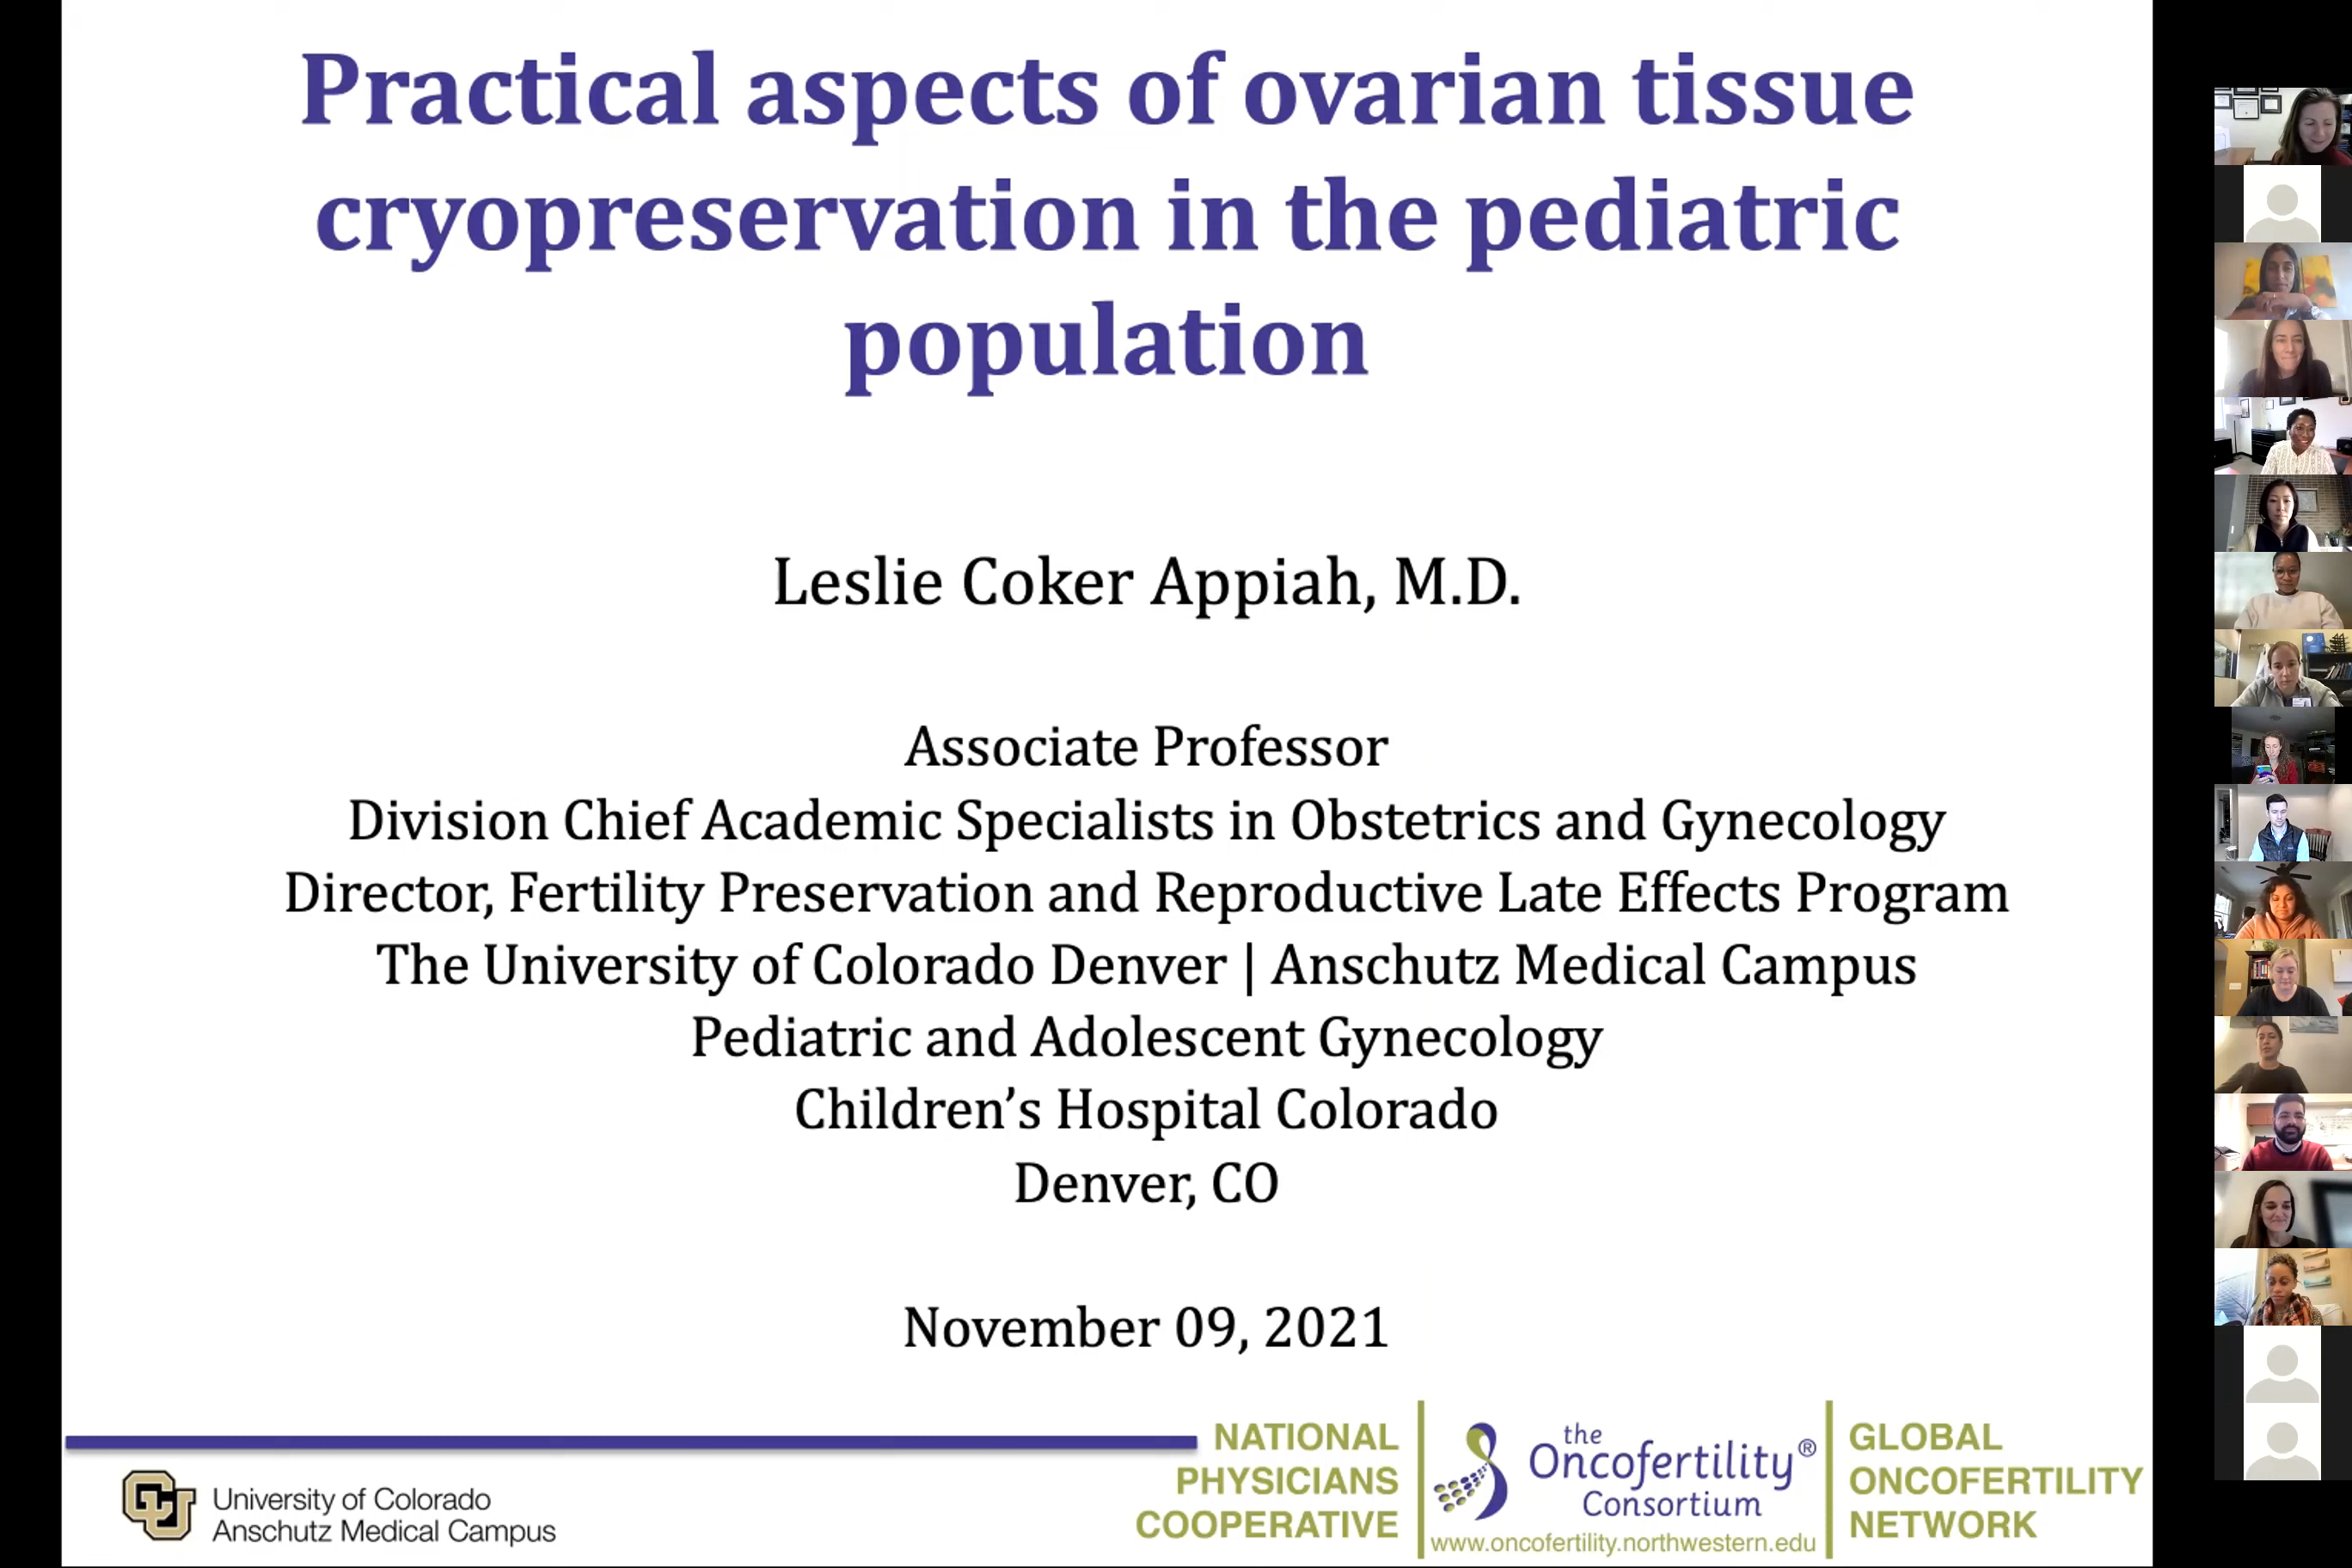 Practical aspects of ovarian tissue
cryopreservation in the pediatric
population
Leslie Coker Appiah, M.D.
Associate Professor
Division Chief Academic Specialists in Obstetrics and Gynecology
Director, Fertility Preservation and Reproductive Late Effects Program
The University of Colorado Denver | Anschutz Medical Campus
Pediatric and Adolescent Gynecology
Children’s Hospital Colorado
Denver, CO
November 09, 2021
CU
University of Colorado
Anschutz Medical Campus
NATIONAL
PHYSICIANS
COOPERATIVE
the
Oncofertility®
Consortium
www.oncofertility.northwestern.edu
GLOBAL
ONCOFERTILITY
NETWORK